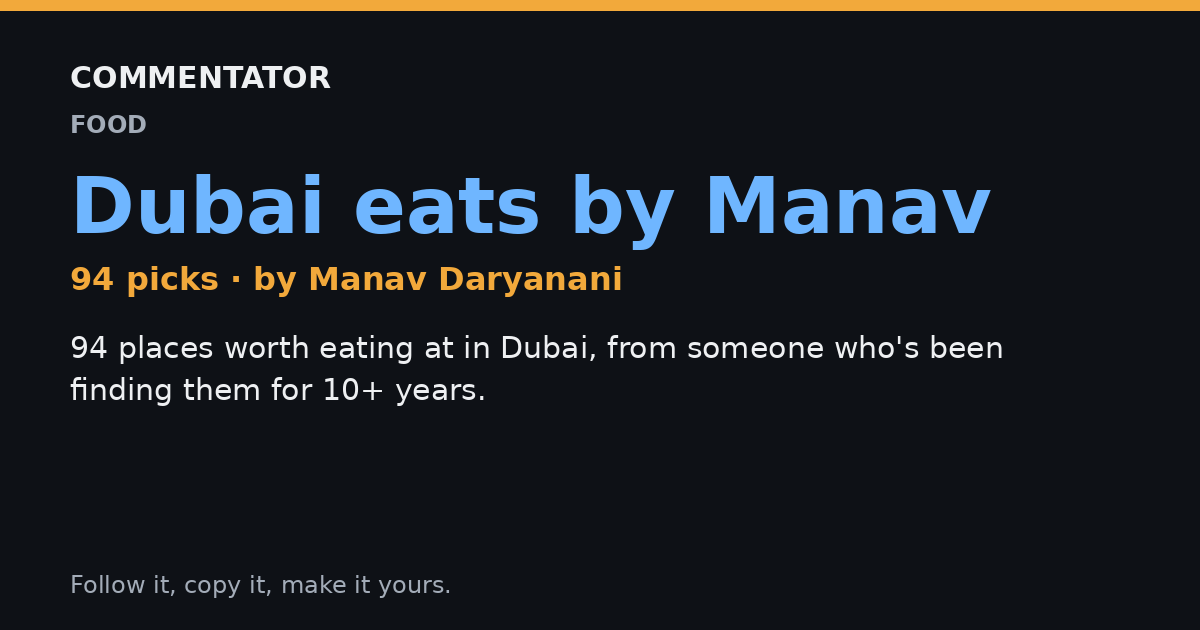 COMMENTATOR
FOOD
Dubai eats by Manav
94 picks · by Manav Daryanani
94 places worth eating at in Dubai, from someone who's been
finding them for 10+ years.
Follow it, copy it, make it yours.